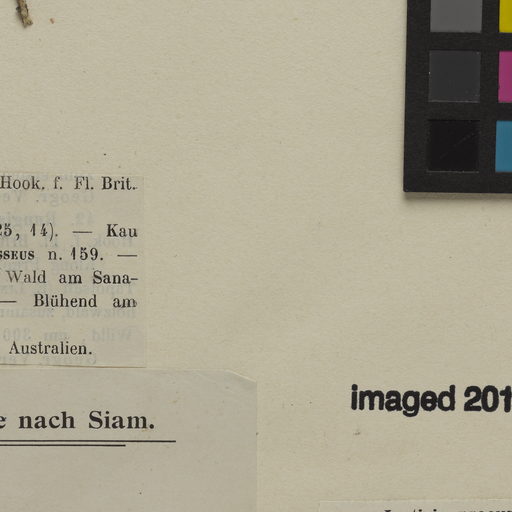 Hook. f. Fl. Brit.
25, 14). — Kau
sseus n. 159. —
Wald am Sana-
— Blühend am
Australien.
e nach Siam.
imaged 201